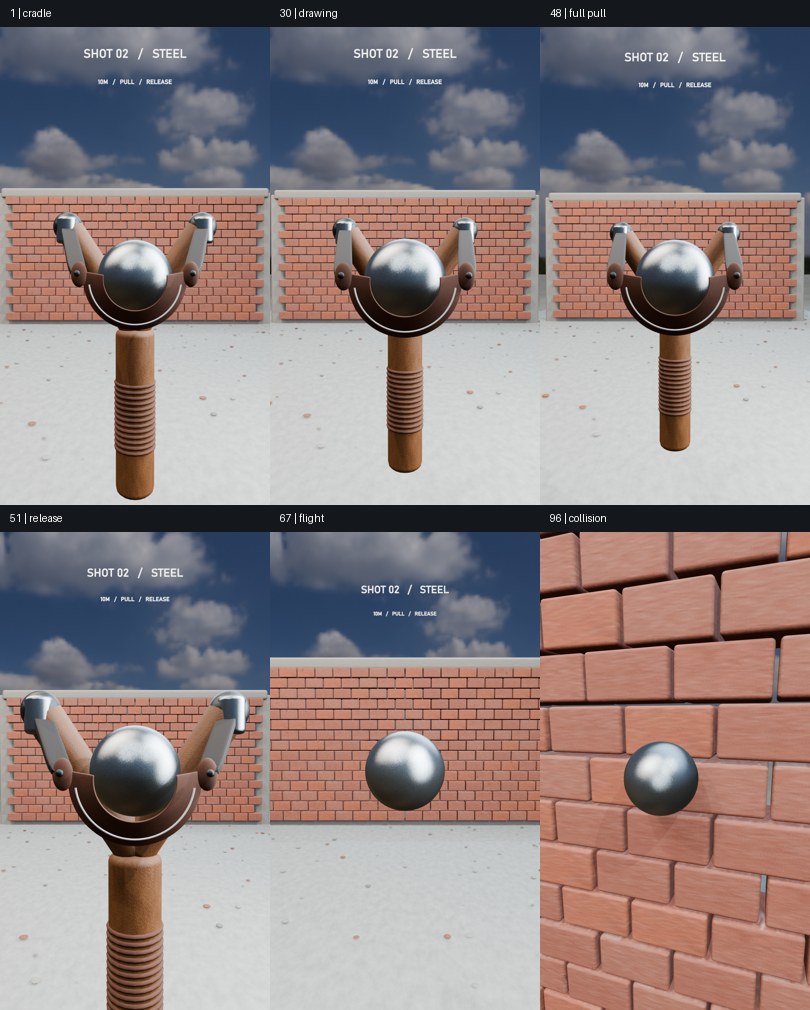 1 | cradle
SHOT 02 / STEEL
10M / PULL / RELEASE
30 | drawing
SHOT 02 / STEEL
10M / PULL / RELEASE
48 | full pull
SHOT 02 / STEEL
10M / PULL / RELEASE
51 | release
SHOT 02 / STEEL
10M / PULL / RELEASE
67 | flight
SHOT 02 / STEEL
10M / PULL / RELEASE
96 | collision